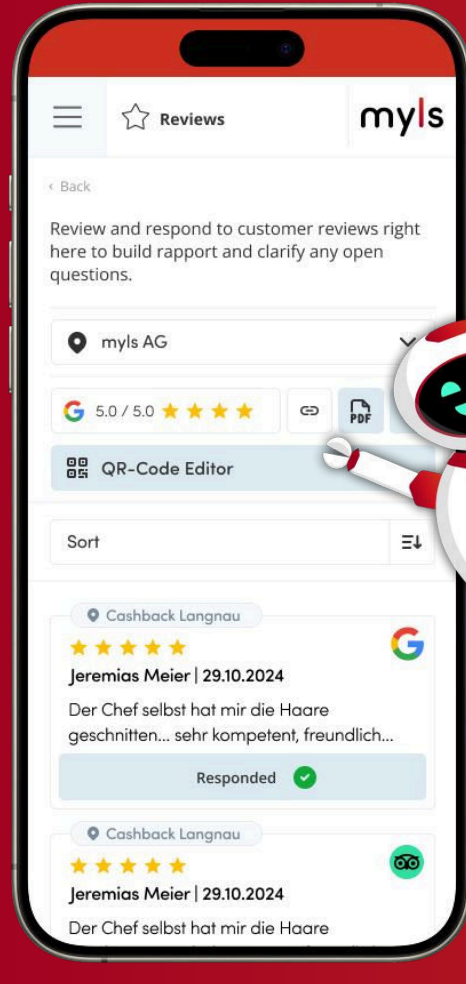 Reviews
myls
‹ Back
Review and respond to customer reviews right
here to build rapport and clarify any open
questions.
myls AG
5.0 / 5.0
PDF
QR-Code Editor
Sort
Cashback Langnau
Jeremias Meier | 29.10.2024
Der Chef selbst hat mir die Haare
geschnitten... sehr kompetent, freundlich...
Responded
Cashback Langnau
Jeremias Meier | 29.10.2024
Der Chef selbst hat mir die Haare